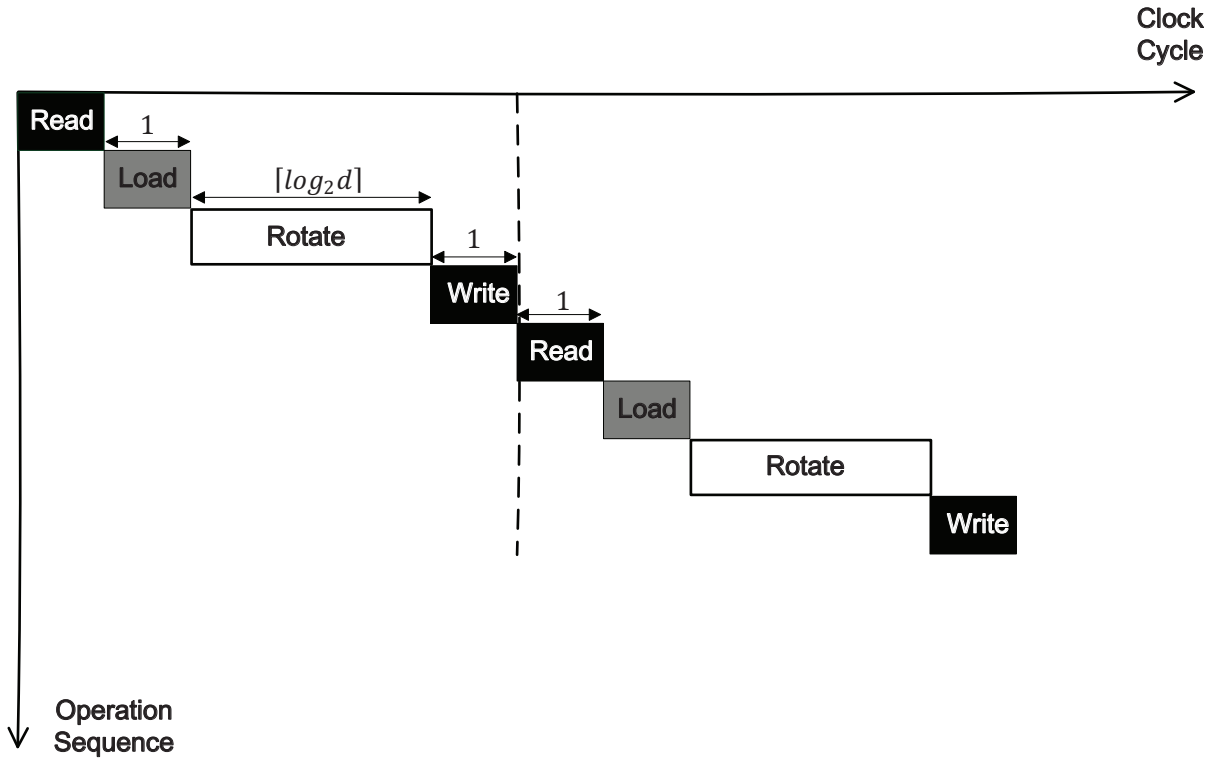 Clock
Cycle
Read
1
Load
⌈log₂d⌉
Rotate
1
Write
1
Read
Load
Rotate
Write
Operation
Sequence